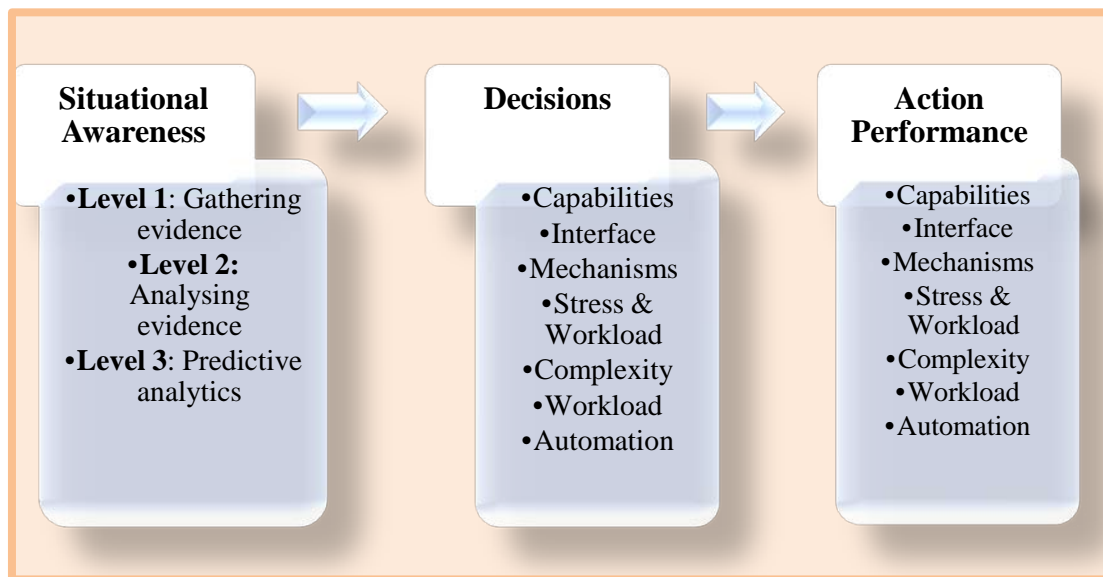 Situational
Awareness
•Level 1: Gathering
evidence
•Level 2:
Analysing
evidence
•Level 3: Predictive
analytics
Decisions
•Capabilities
•Interface
•Mechanisms
•Stress &
Workload
•Complexity
•Workload
•Automation
Action
Performance
•Capabilities
•Interface
•Mechanisms
•Stress &
Workload
•Complexity
•Workload
•Automation